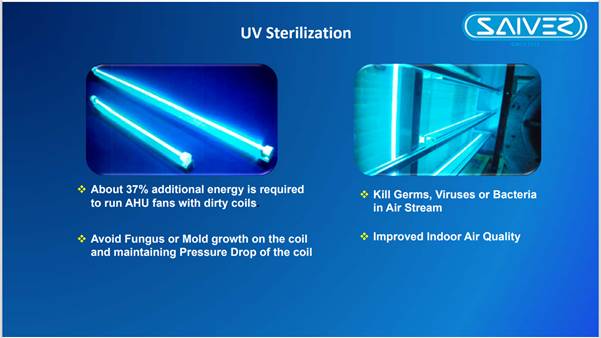 UV Sterilization
SAIVER
About 37% additional energy is required
to run AHU fans with dirty coils
Avoid Fungus or Mold growth on the coil
and maintaining Pressure Drop of the coil
Kill Germs, Viruses or Bacteria
in Air Stream
Improved Indoor Air Quality